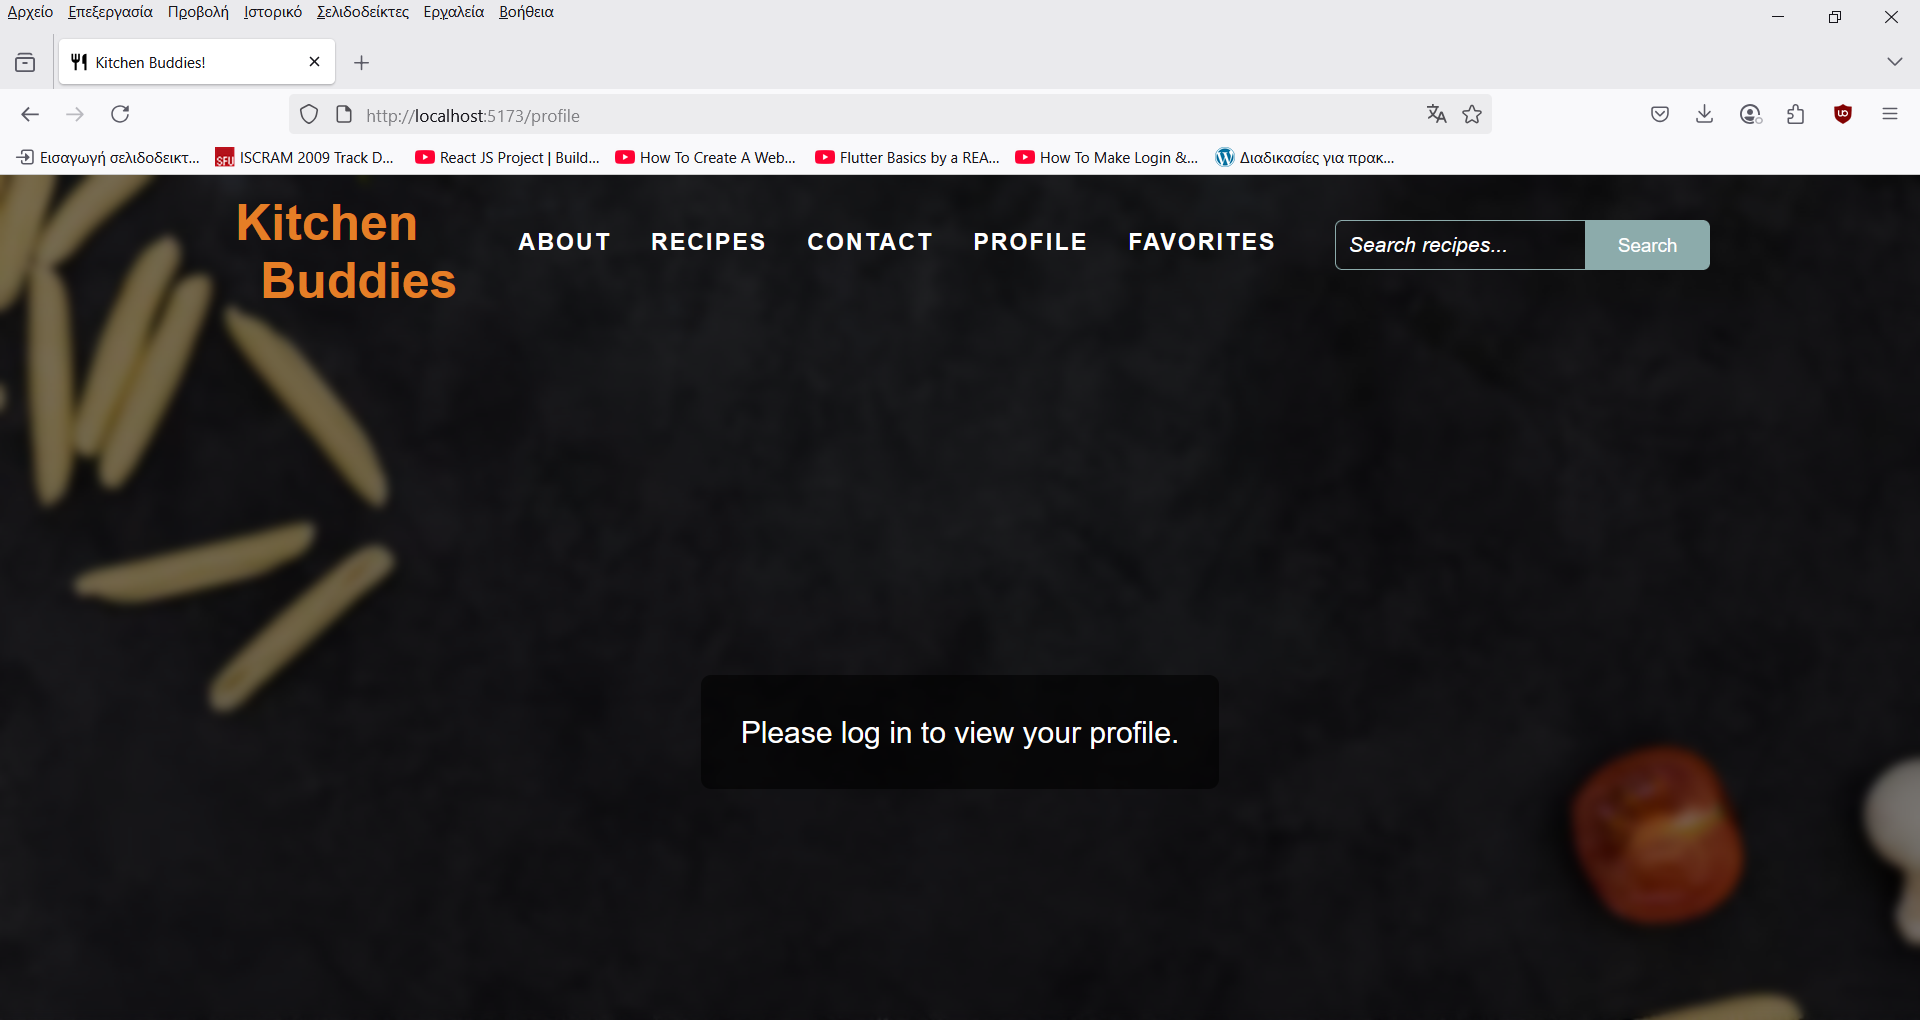 Αρχείο Επεξεργασία Προβολή Ιστορικό Σελιδοδείκτες Εργαλεία Βοήθεια
Kitchen Buddies!
http://localhost:5173/profile
Εισαγωγή σελιδοδεικτ... SFU ISCRAM 2009 Track D... React JS Project | Build... How To Create A Web... Flutter Basics by a REA... How To Make Login &... Διαδικασίες για πρακ...
Kitchen
Buddies
ABOUT RECIPES CONTACT PROFILE FAVORITES
Search recipes... Search
Please log in to view your profile.